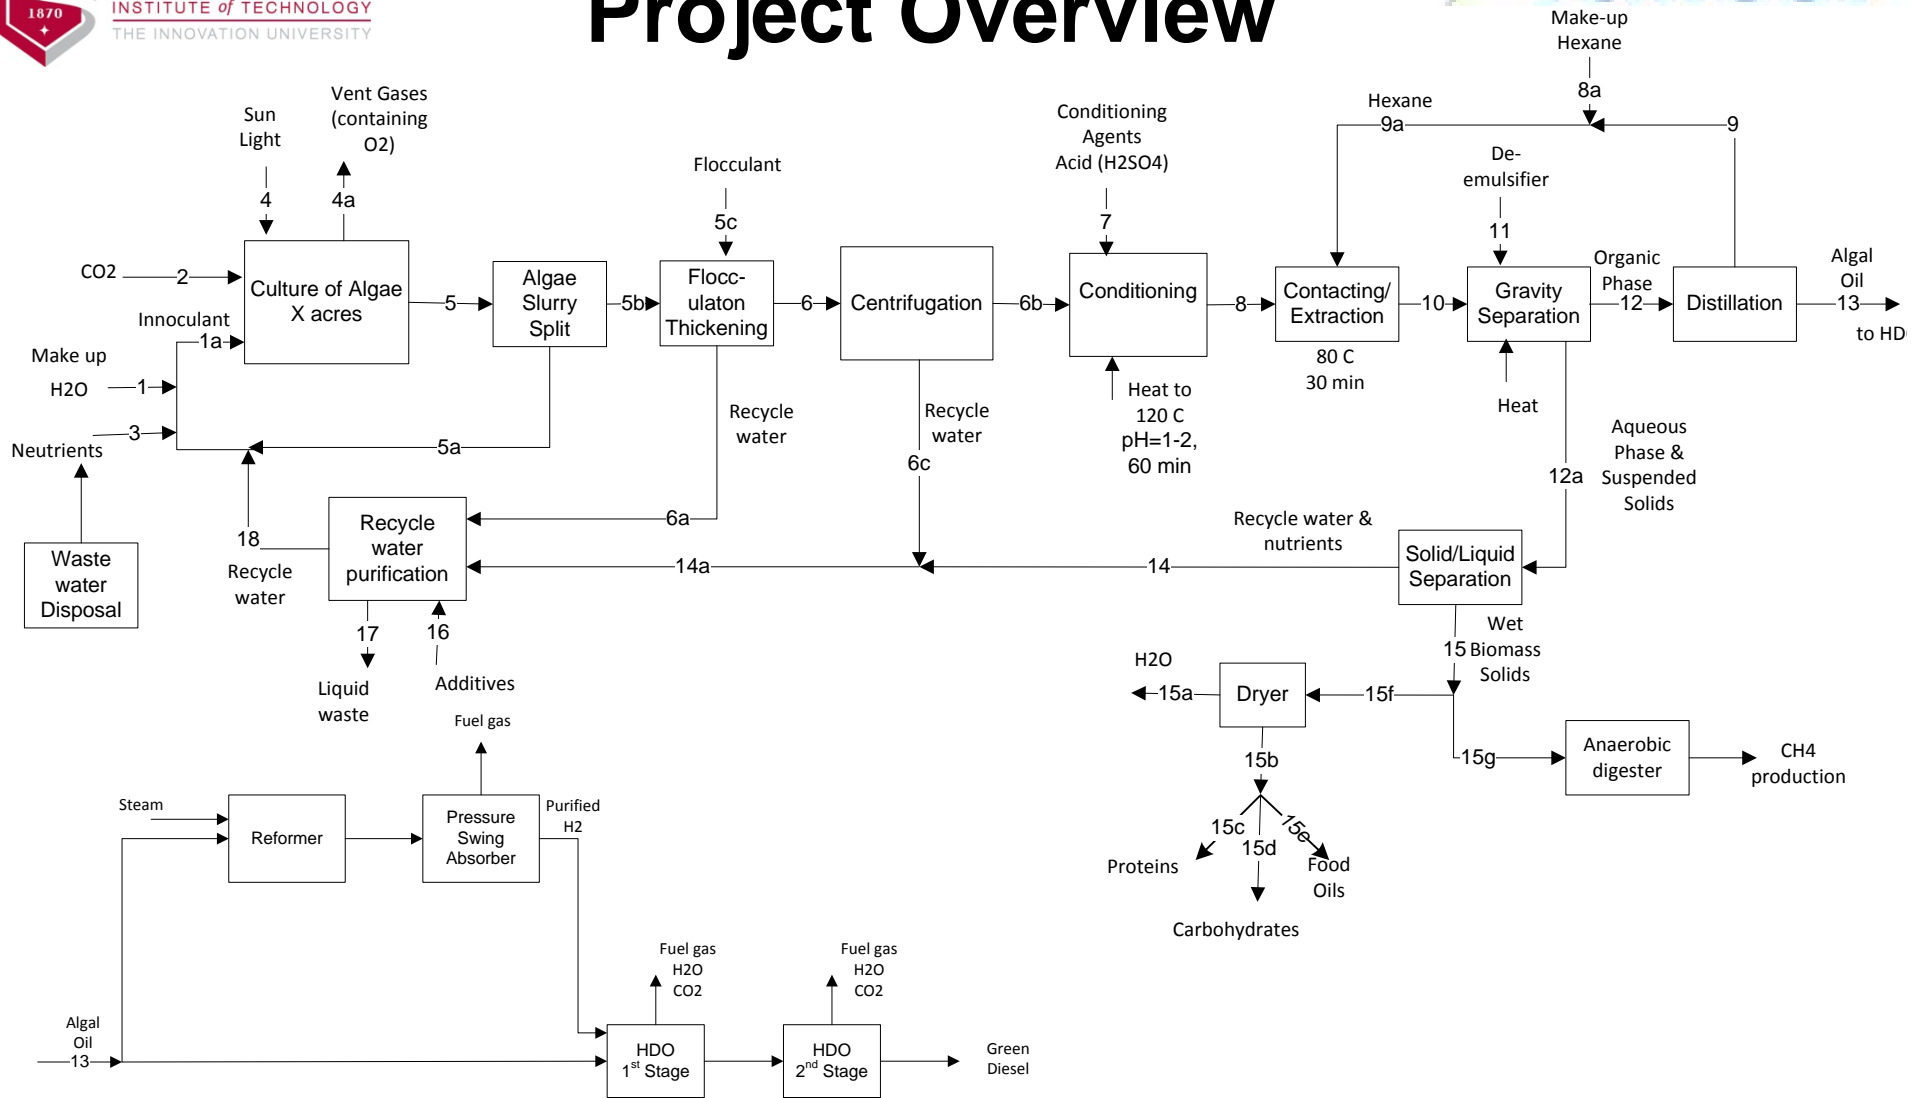 1870
INSTITUTE of TECHNOLOGY
THE INNOVATION UNIVERSITY
Project Overview
Make-up
Hexane
8a
Hexane
9a
9
Sun
Light
4
Vent Gases
(containing
O2)
4a
Flocculant
5c
Conditioning
Agents
Acid (H2SO4)
7
De-
emulsifier
11
CO2
2
Innoculant
1a
Make up
H2O
1
Neutrients
3
Culture of Algae
X acres
5
Algae
Slurry
Split
5b
Flocc-
ulaton
Thickening
6
Centrifugation
6b
Conditioning
8
Contacting/
Extraction
80 C
30 min
10
Gravity
Separation
Organic
Phase
12
Distillation
Algal
Oil
13
to HD
Heat to
120 C
pH=1-2,
60 min
Heat
5a
Recycle
water
Recycle
water
6c
Aqueous
Phase &
Suspended
Solids
12a
Waste
water
Disposal
18
Recycle
water
Recycle
water
purification
6a
14a
14
Recycle water &
nutrients
Solid/Liquid
Separation
17
Liquid
waste
16
Additives
15
Wet
Biomass
Solids
H2O
15a
Dryer
15f
15g
Anaerobic
digester
CH4
production
15b
15c
15d
15e
Proteins
Carbohydrates
Food
Oils
Fuel gas
Steam
Reformer
Pressure
Swing
Absorber
Purified
H2
Algal
Oil
13
Fuel gas
H2O
CO2
HDO
1st Stage
Fuel gas
H2O
CO2
HDO
2nd Stage
Green
Diesel